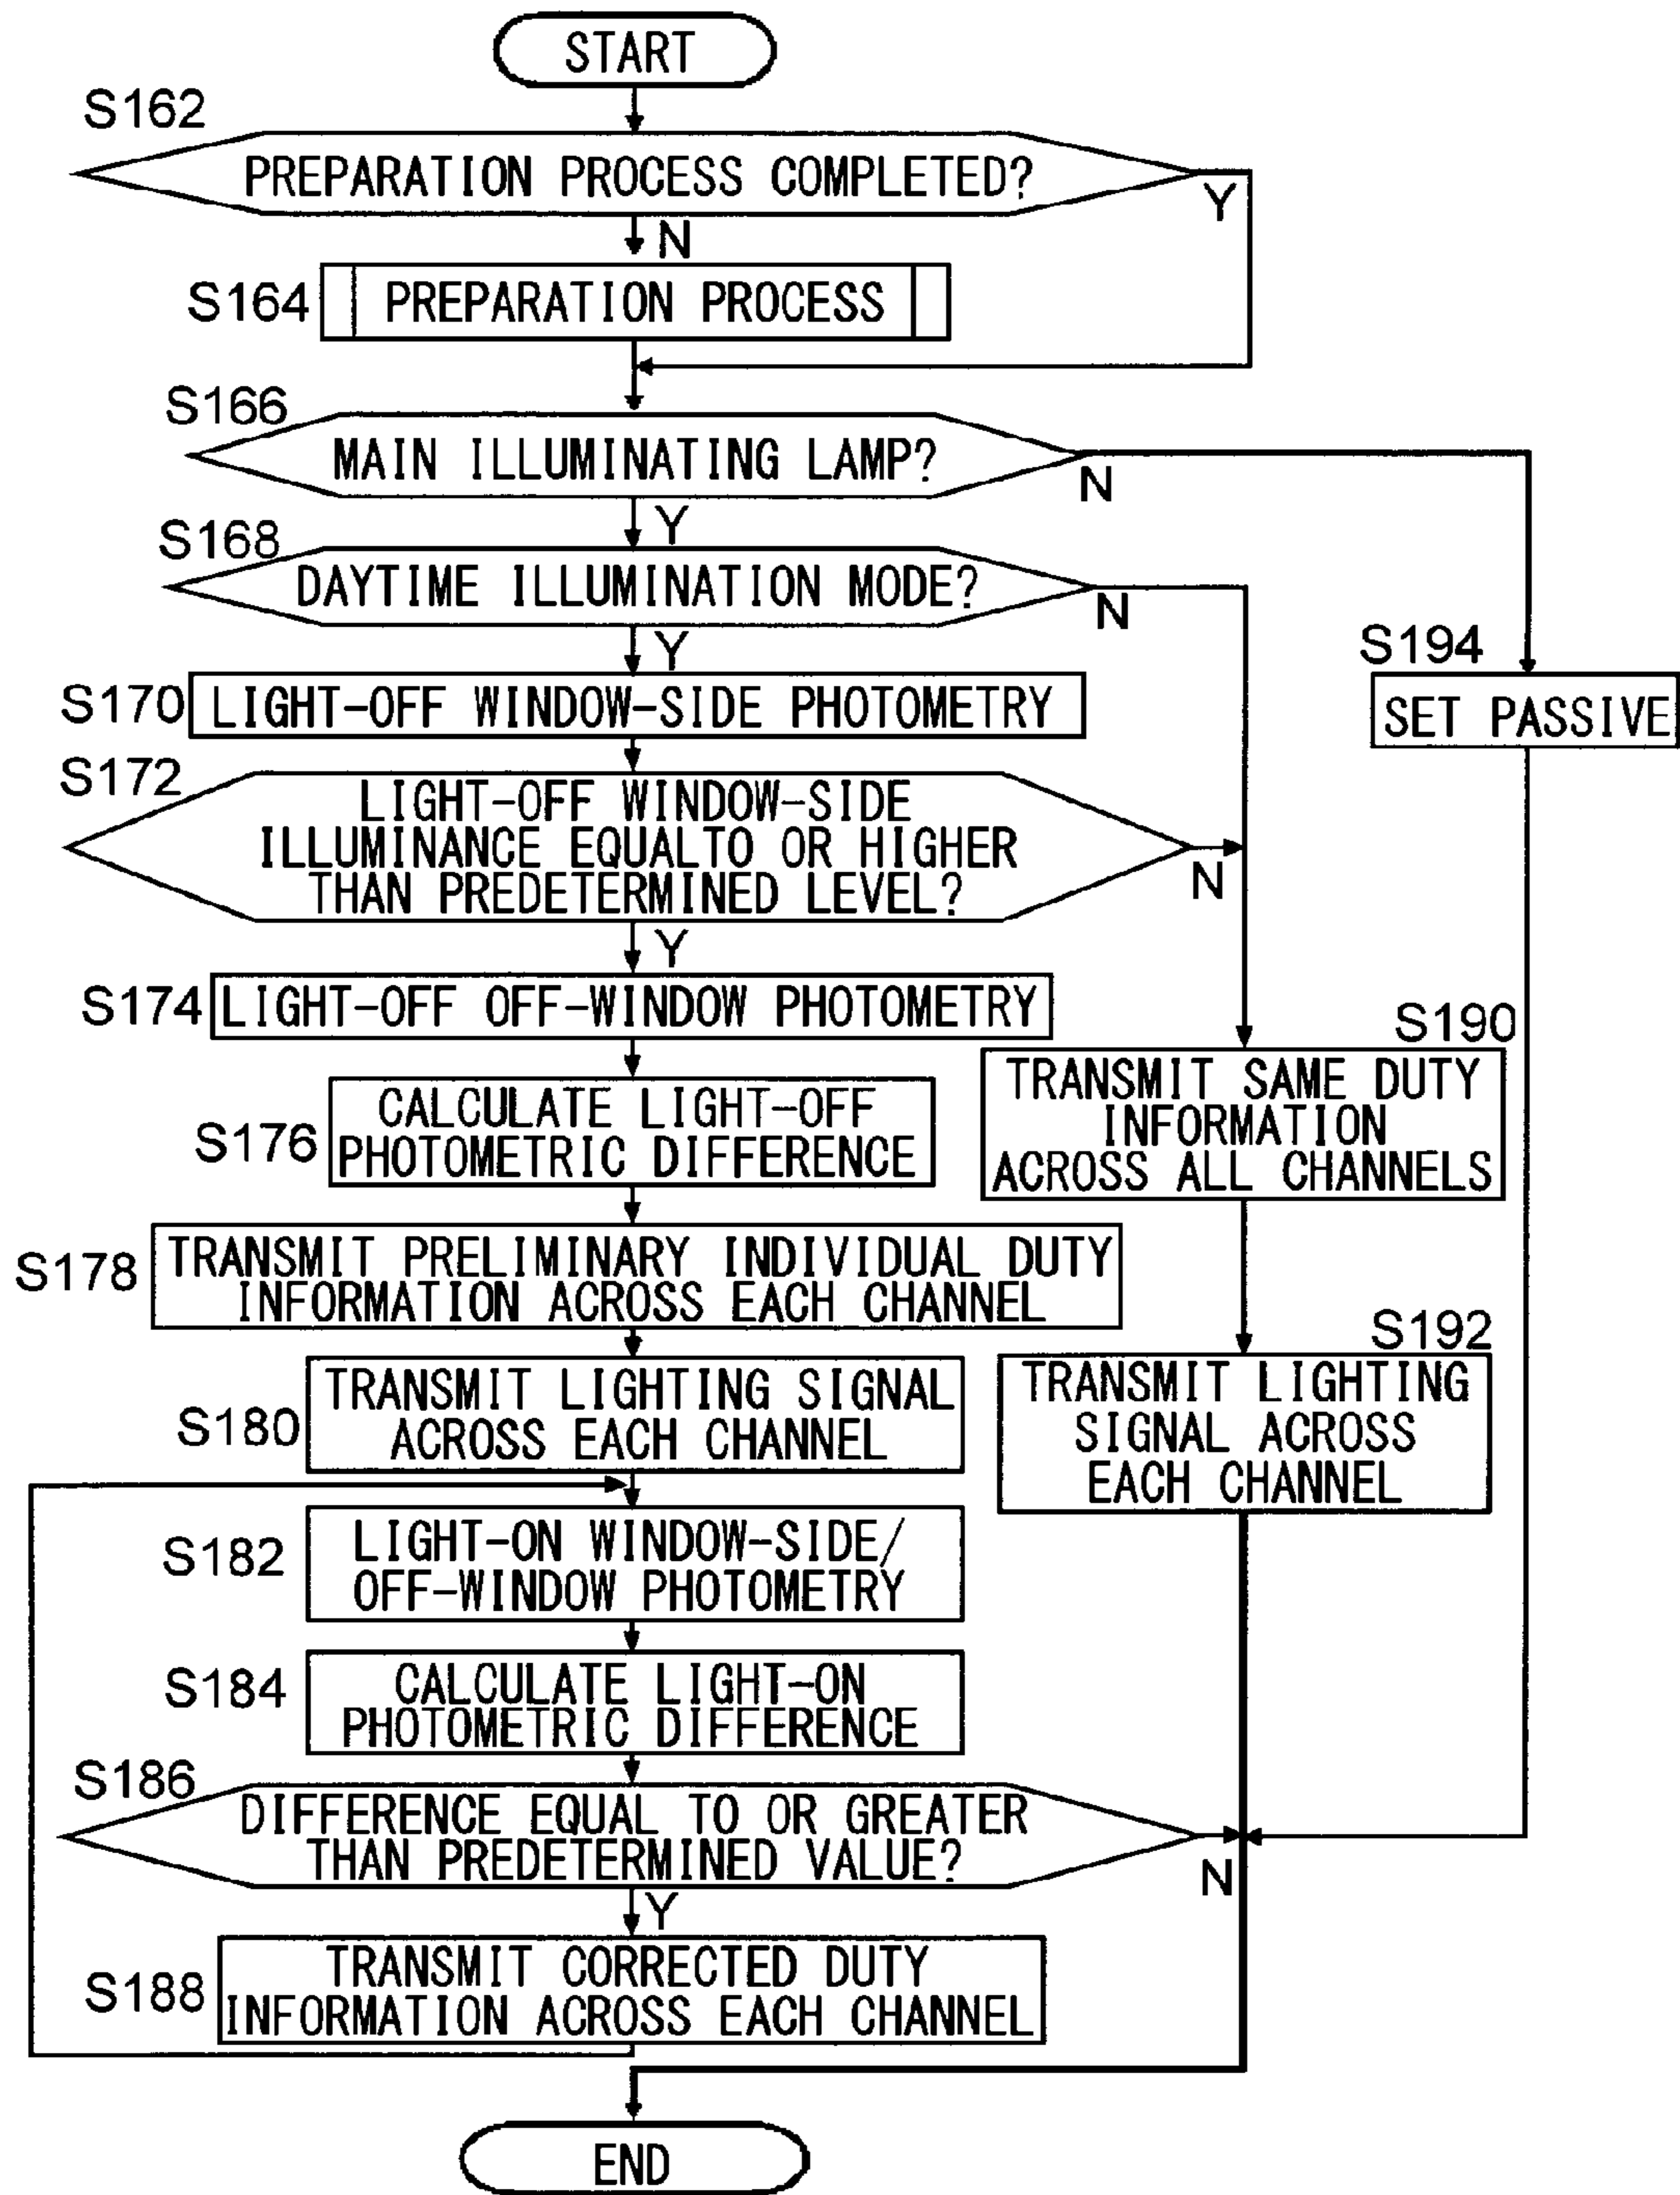 START
S162
PREPARATION PROCESS COMPLETED?
Y
N
S164
PREPARATION PROCESS
S166
MAIN ILLUMINATING LAMP?
N
Y
S168
DAYTIME ILLUMINATION MODE?
N
Y
S194
SET PASSIVE
S170
LIGHT-OFF WINDOW-SIDE PHOTOMETRY
S172
LIGHT-OFF WINDOW-SIDE
ILLUMINANCE EQUALTO OR HIGHER
THAN PREDETERMINED LEVEL?
N
Y
S174
LIGHT-OFF OFF-WINDOW PHOTOMETRY
S190
TRANSMIT SAME DUTY
INFORMATION
ACROSS ALL CHANNELS
S176
CALCULATE LIGHT-OFF
PHOTOMETRIC DIFFERENCE
S178
TRANSMIT PRELIMINARY INDIVIDUAL DUTY
INFORMATION ACROSS EACH CHANNEL
S192
TRANSMIT LIGHTING
SIGNAL ACROSS
EACH CHANNEL
S180
TRANSMIT LIGHTING SIGNAL
ACROSS EACH CHANNEL
S182
LIGHT-ON WINDOW-SIDE/
OFF-WINDOW PHOTOMETRY
S184
CALCULATE LIGHT-ON
PHOTOMETRIC DIFFERENCE
S186
DIFFERENCE EQUAL TO OR GREATER
THAN PREDETERMINED VALUE?
N
Y
S188
TRANSMIT CORRECTED DUTY
INFORMATION ACROSS EACH CHANNEL
END